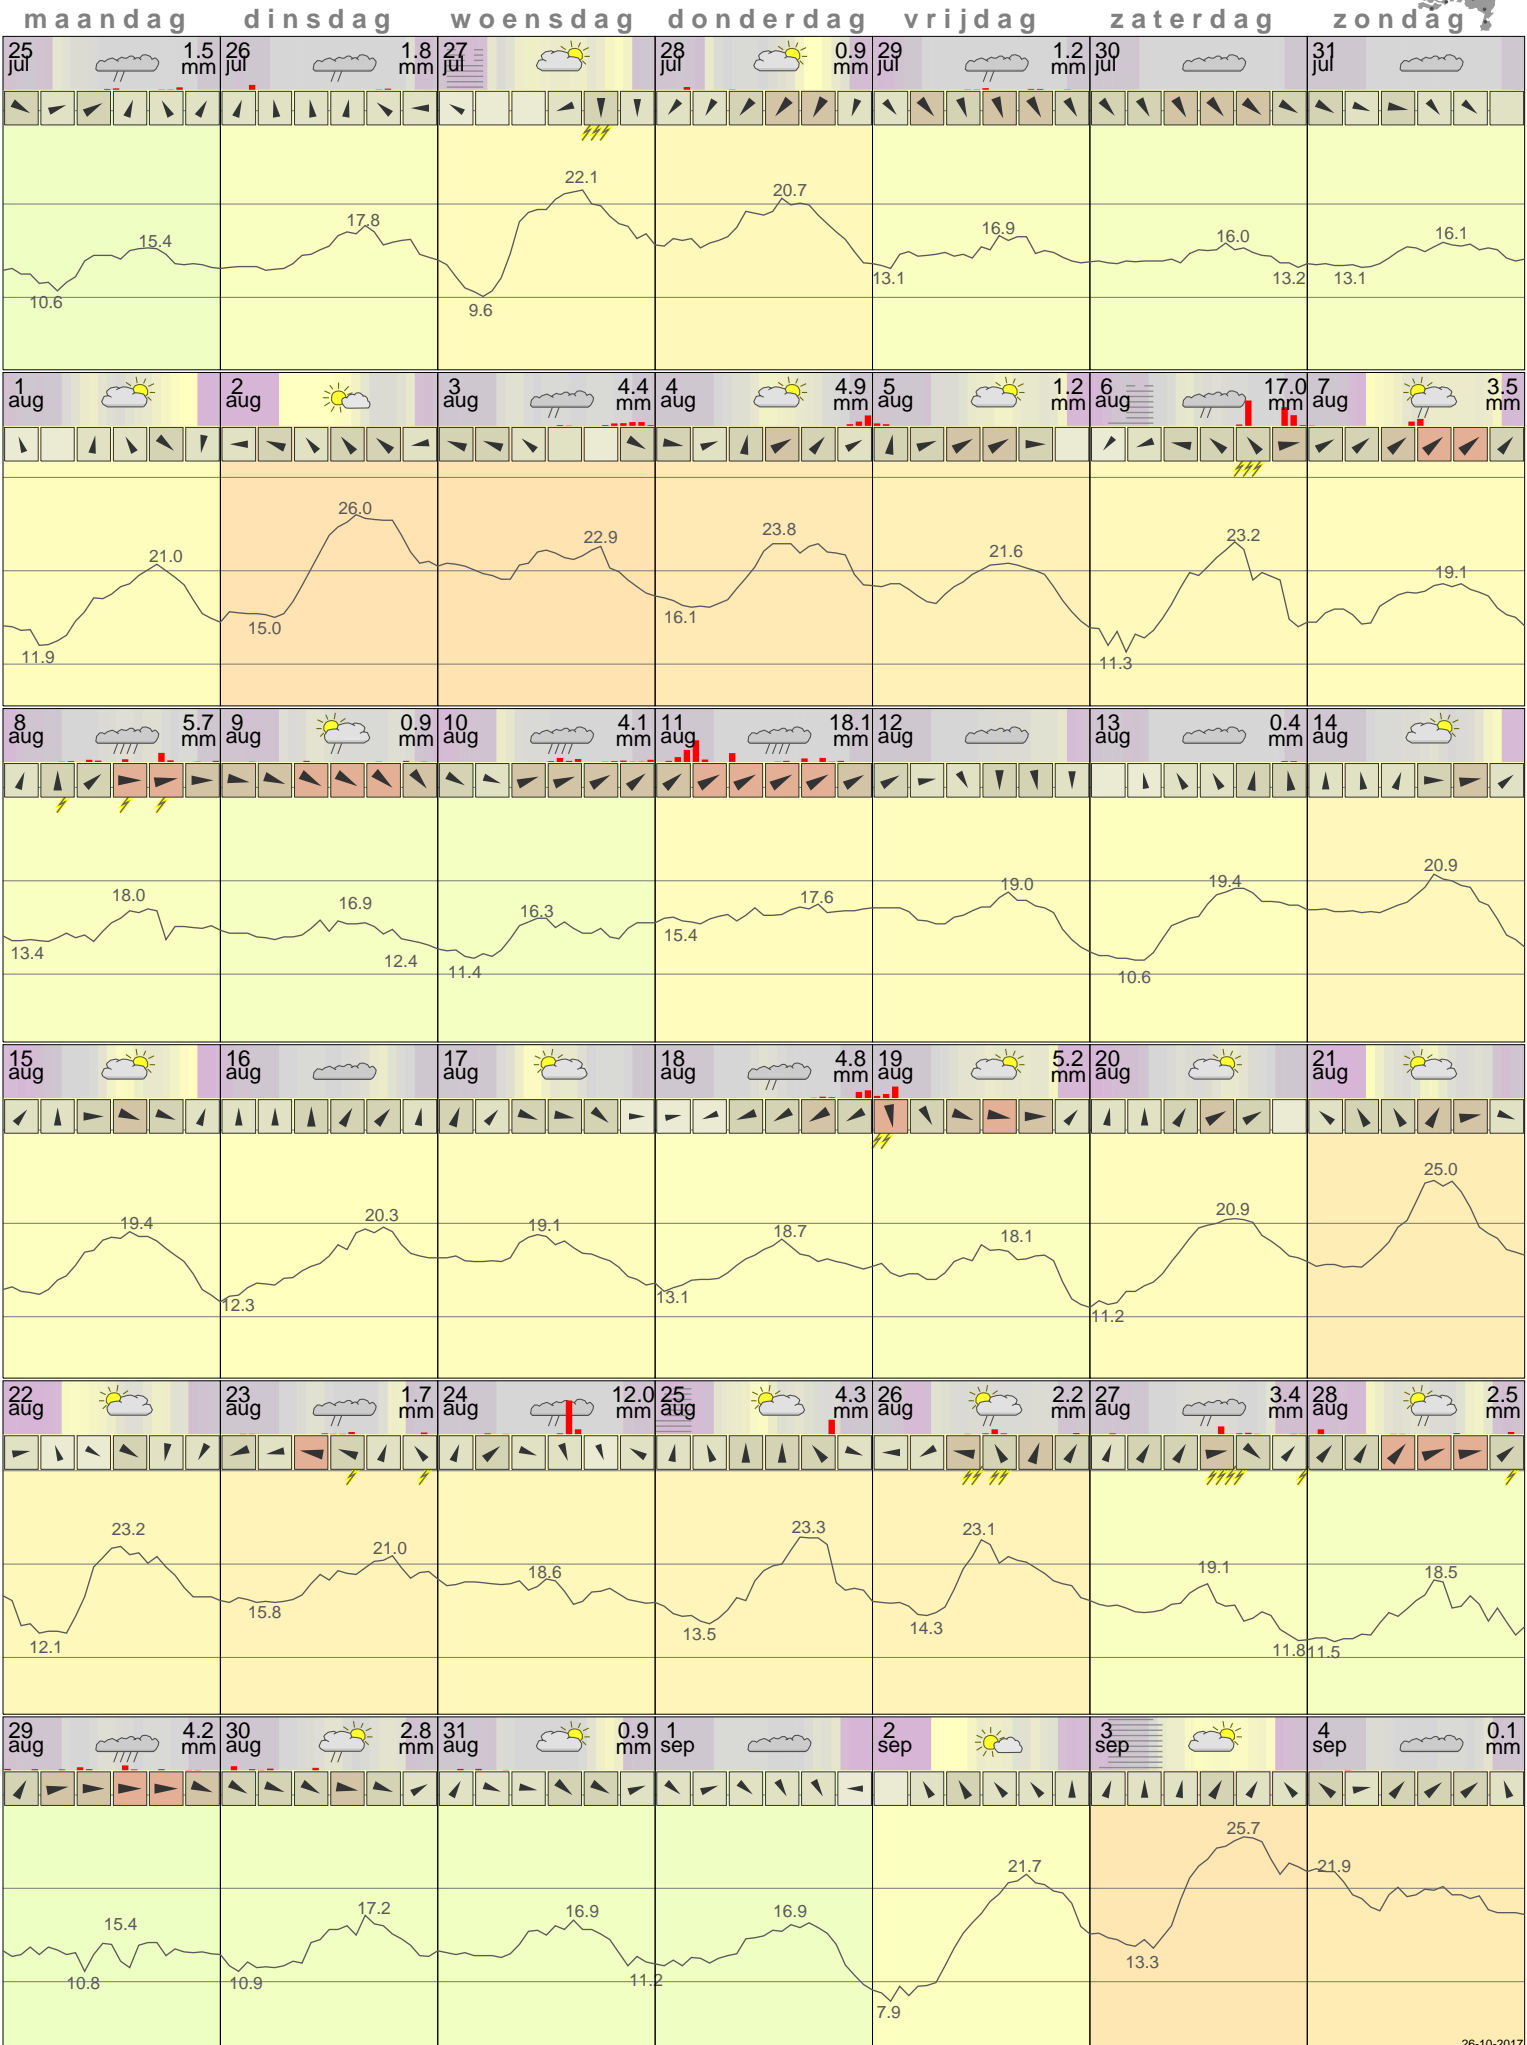 maandag dinsdag woensdag donderdag vrijdag zaterdag zondag
25 1.5 26 1.8 27 28 0.9 29 1.2 30 31
jul mm jul mm jul jul mm jul mm jul jul
22.1
20.7
17.8 16.9 16.0 16.1
15.4
13.1 13.2 13.1
10.6 9.6
1 2 3 4.4 4 4.9 5 1.2 6 17.0 7 3.5
aug aug aug mm aug mm aug mm aug mm aug mm
26.0
21.0 22.9 23.8 21.6 23.2
19.1
11.9 15.0 16.1 11.3
8 5.7 9 0.9 10 4.1 11 18.1 12 13 0.4 14
aug mm aug mm aug mm aug mm aug aug mm aug
20.9
18.0 16.9 16.3 17.6 19.0 19.4
13.4 12.4 11.4 15.4 10.6
15 16 17 18 4.8 19 5.2 20 21
aug aug aug aug mm aug mm aug aug
25.0
19.4 20.3 19.1 18.7 18.1 20.9
12.3 13.1 11.2
22 23 1.7 24 12.0 25 4.3 26 2.2 27 3.4 28 2.5
aug aug mm aug mm aug mm aug mm aug mm aug mm
23.2 21.0 18.6 23.3 23.1 19.1 18.5
12.1 15.8 13.5 14.3 11.8 11.5
29 4.2 30 2.8 31 0.9 1 2 3 4 0.1
aug mm aug mm aug mm sep sep sep sep mm
25.7
21.7 21.9
15.4 17.2 16.9 16.9
10.8 10.9 11.2 7.9 13.3
26-10-2017